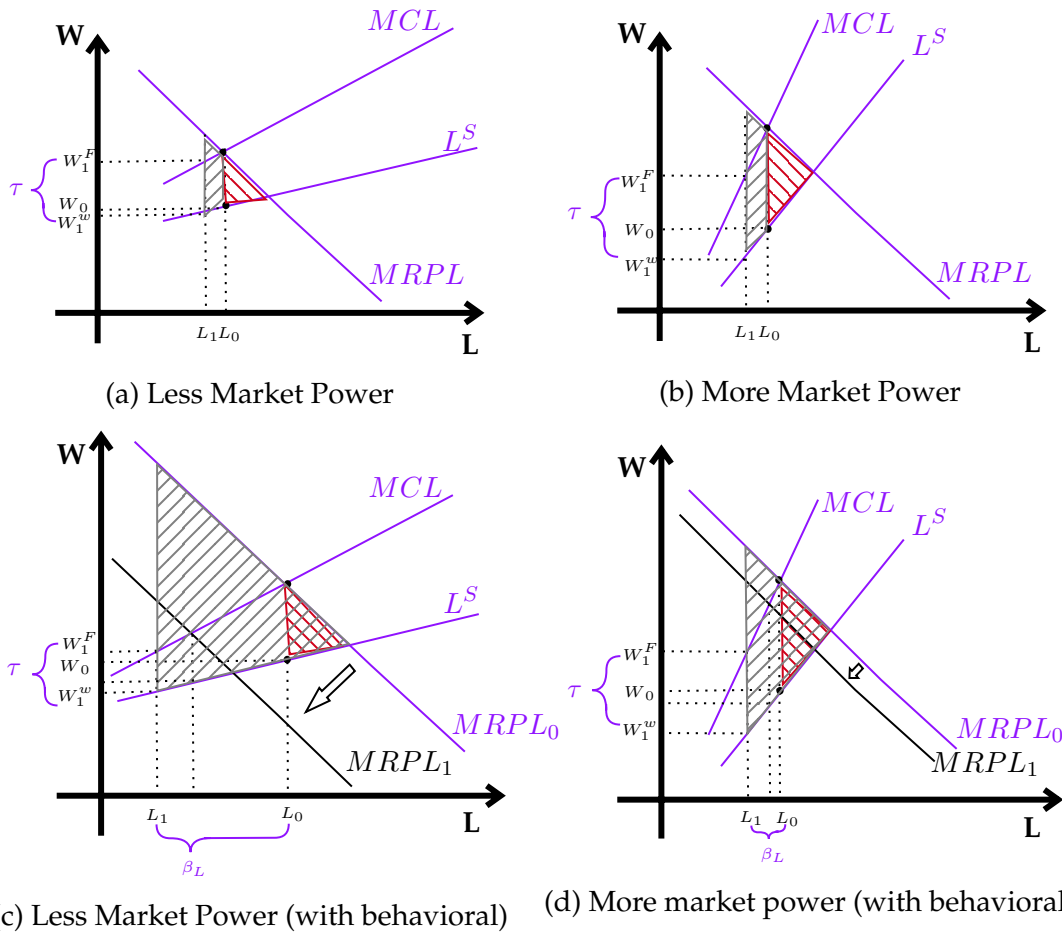 W
MCL
L^S
W_1^F
τ
W_0
W_1^w
MRPL
L_1 L_0
L
(a) Less Market Power
W
MCL
L^S
W_1^F
τ
W_0
W_1^w
MRPL
L_1 L_0
L
(b) More Market Power
W
MCL
L^S
W_1^F
W_0
τ
W_1^w
MRPL_0
MRPL_1
L_1
L_0
L
β_L
(c) Less Market Power (with behavioral)
W
MCL
L^S
W_1^F
τ
W_0
W_1^w
MRPL_0
MRPL_1
L_1
L_0
L
β_L
(d) More market power (with behavioral